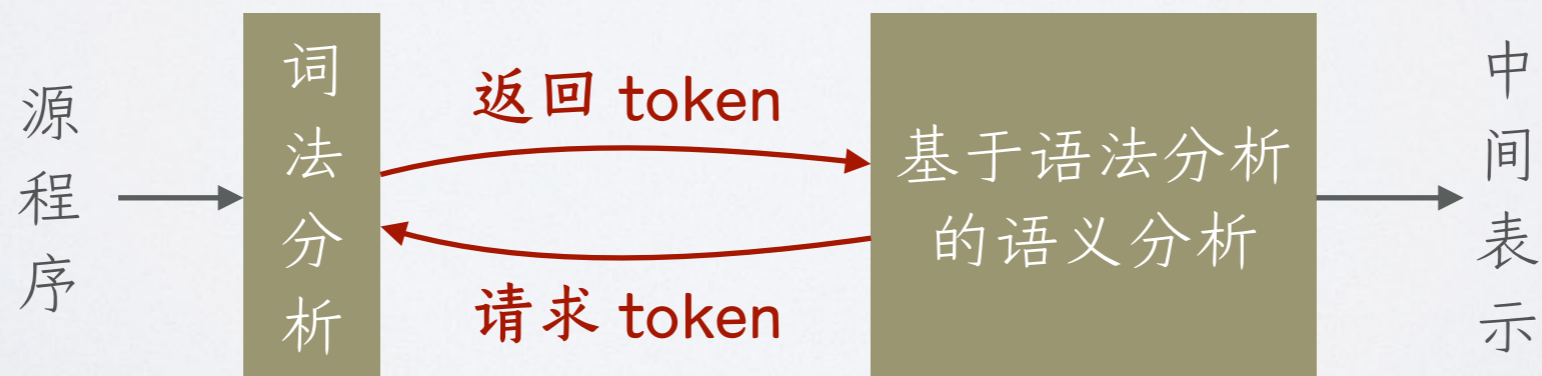 源程序
词法分析
返回 token
请求 token
基于语法分析
的语义分析
中间表示